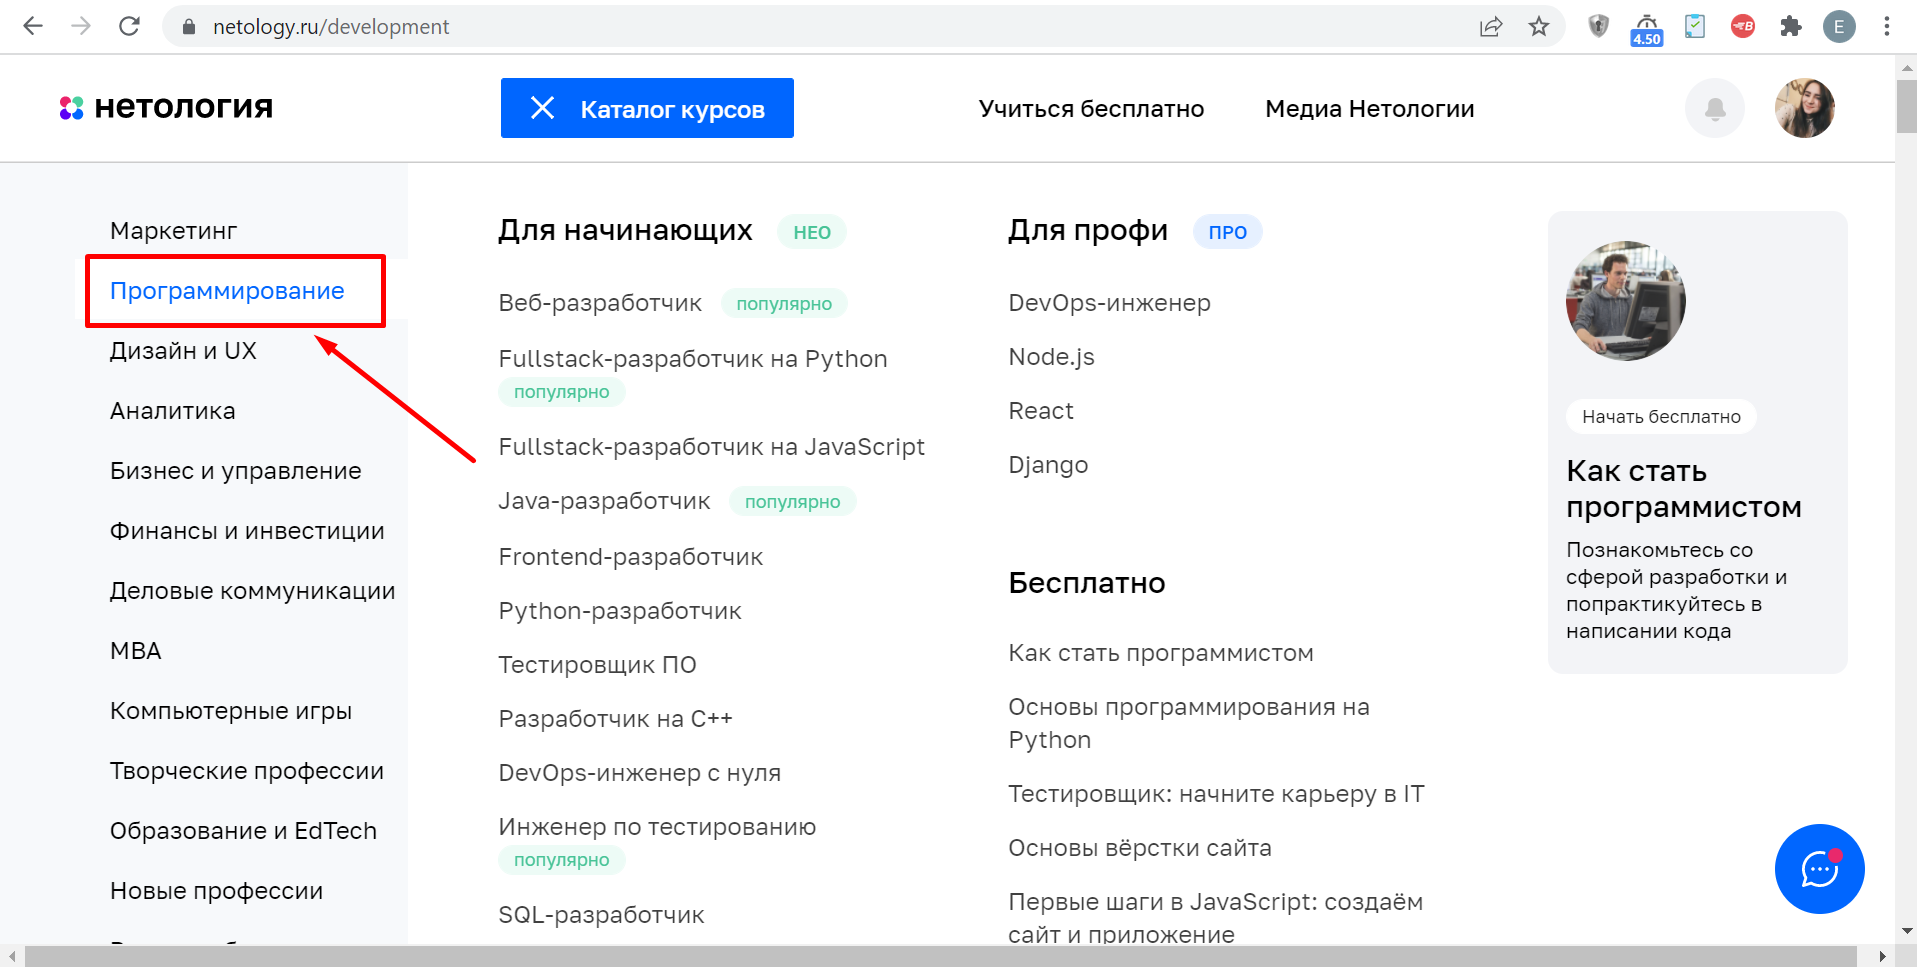 netology.ru/development
4.50
B
E
нетология
Каталог курсов
Учиться бесплатно
Медиа Нетологии
Маркетинг
Программирование
Дизайн и UX
Аналитика
Бизнес и управление
Финансы и инвестиции
Деловые коммуникации
MBA
Компьютерные игры
Творческие профессии
Образование и EdTech
Новые профессии
Для начинающих НЕО
Веб-разработчик популярно
Fullstack-разработчик на Python
популярно
Fullstack-разработчик на JavaScript
Java-разработчик популярно
Frontend-разработчик
Python-разработчик
Тестировщик ПО
Разработчик на C++
DevOps-инженер с нуля
Инженер по тестированию
популярно
SQL-разработчик
Для профи ПРО
DevOps-инженер
Node.js
React
Django
Бесплатно
Как стать программистом
Основы программирования на
Python
Тестировщик: начните карьеру в IT
Основы вёрстки сайта
Первые шаги в JavaScript: создаём
сайт и приложение
Начать бесплатно
Как стать
программистом
Познакомьтесь со
сферой разработки и
попрактикуйтесь в
написании кода